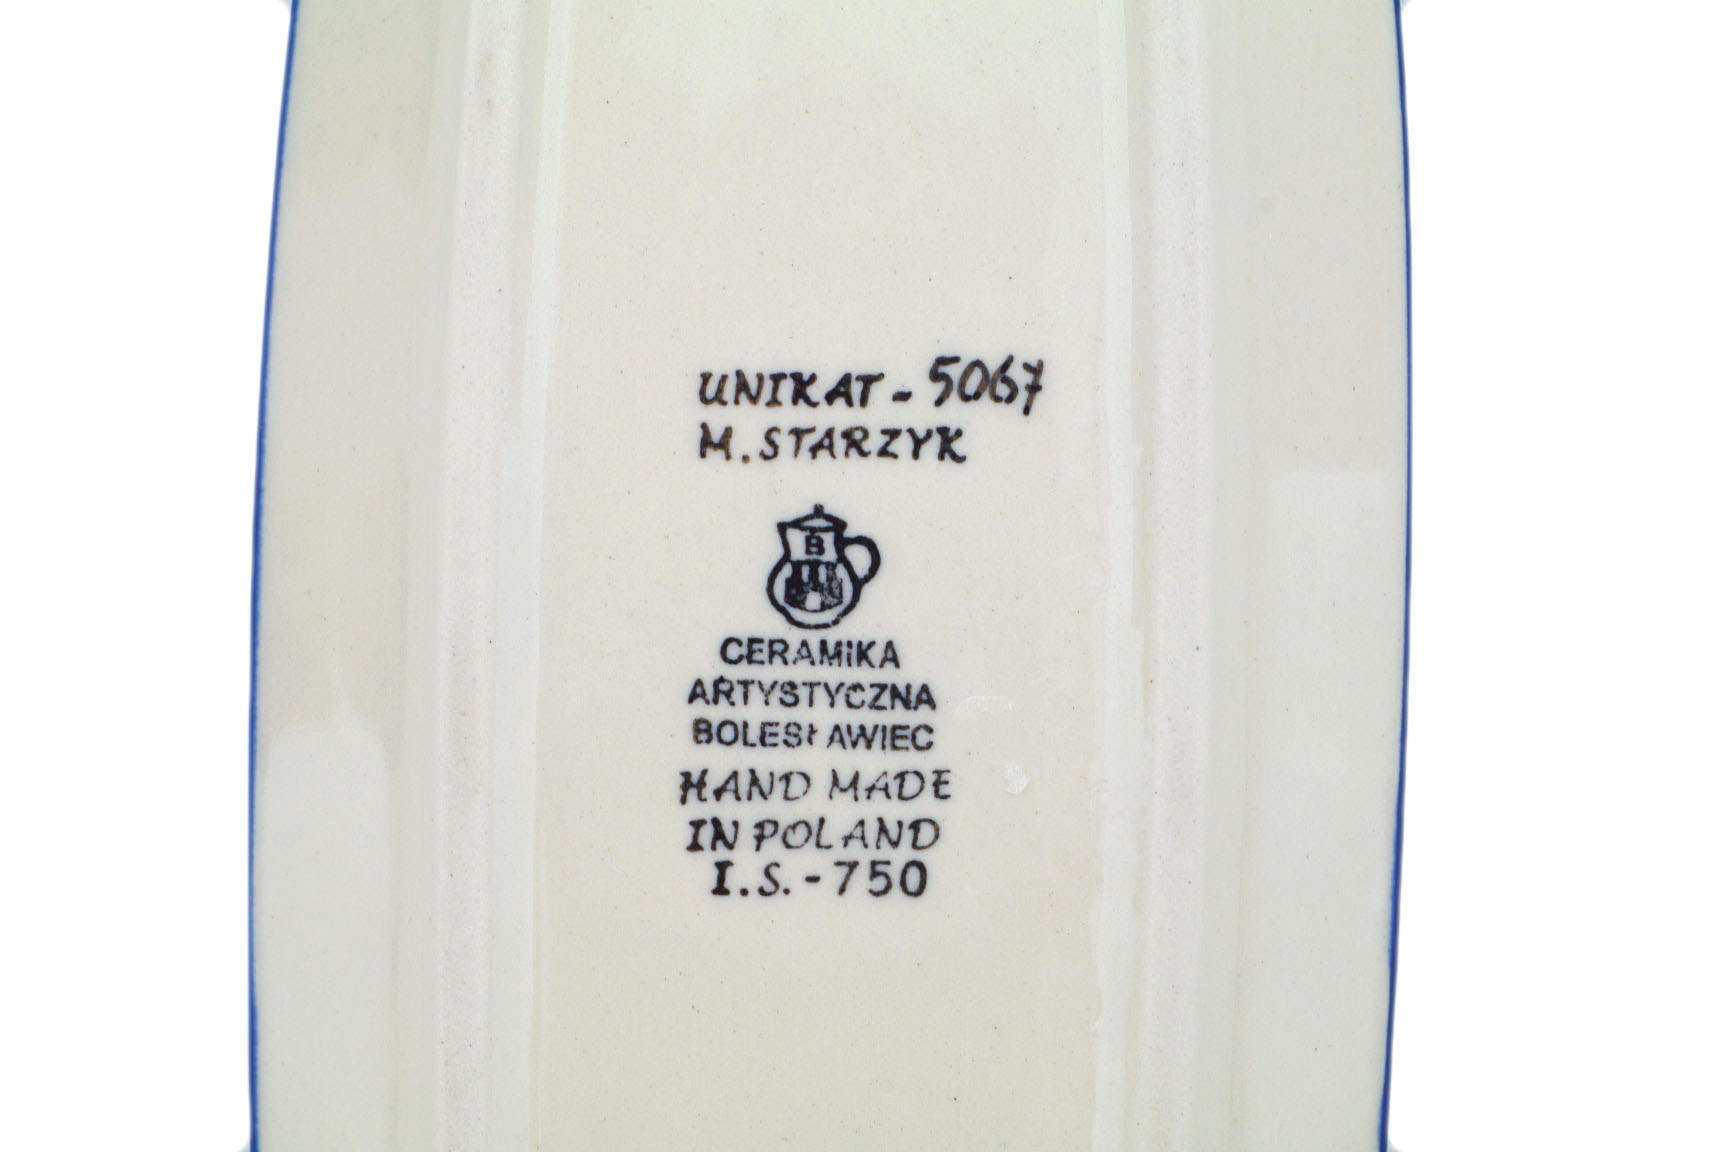 UNIKAT - 5067
M. STARZYK
B
CERAMIKA
ARTYSTYCZNA
BOLESŁAWIEC
HAND MADE
IN POLAND
I.S. - 750